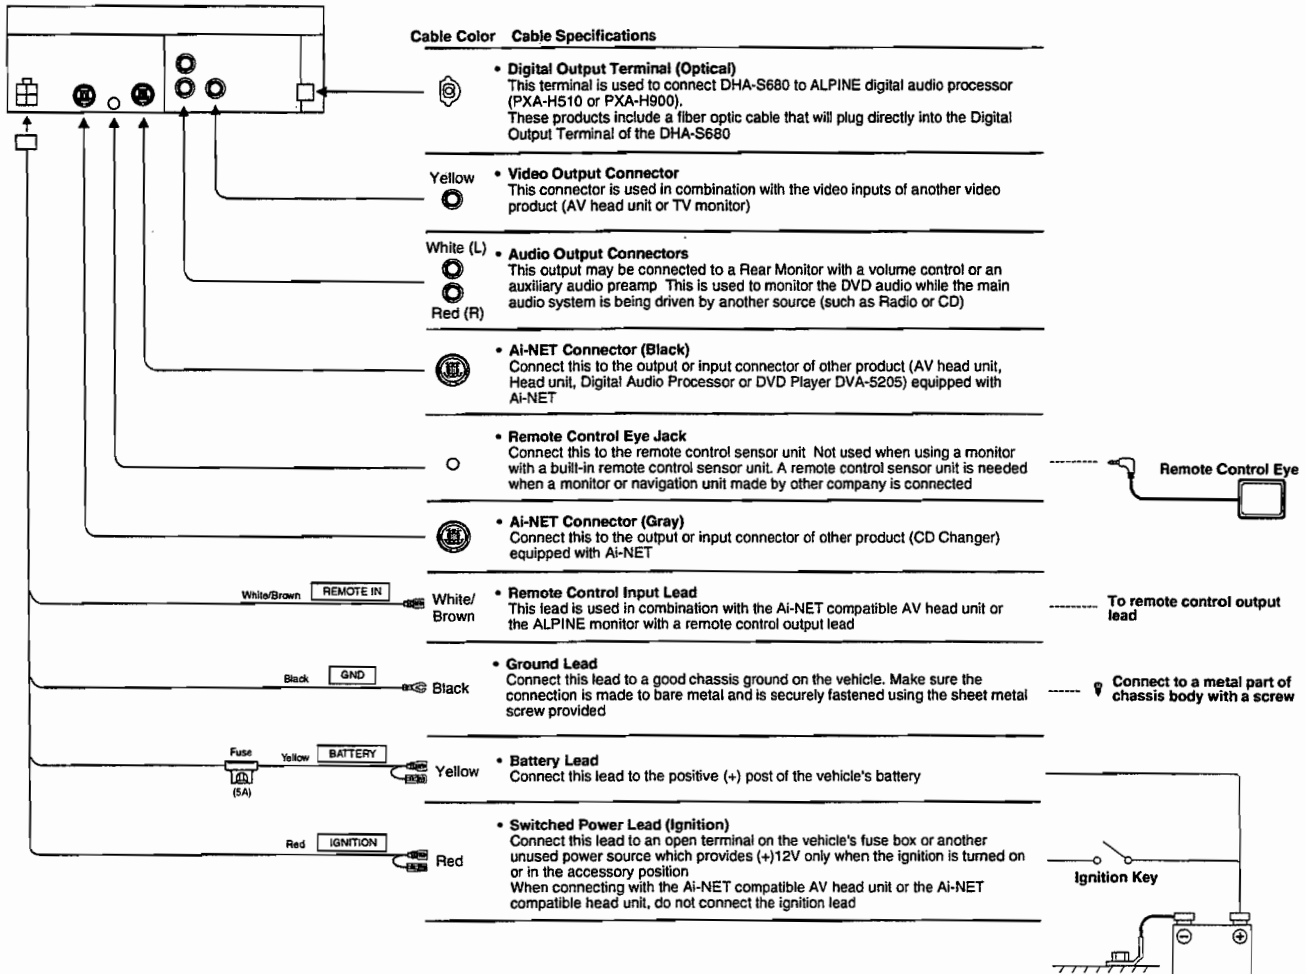 Cable Color Cable Specifications
• Digital Output Terminal (Optical)
This terminal is used to connect DHA-S680 to ALPINE digital audio processor
(PXA-H510 or PXA-H900).
These products include a fiber optic cable that will plug directly into the Digital
Output Terminal of the DHA-S680
Yellow
• Video Output Connector
This connector is used in combination with the video inputs of another video
product (AV head unit or TV monitor)
White (L)
Red (R)
• Audio Output Connectors
This output may be connected to a Rear Monitor with a volume control or an
auxiliary audio preamp This is used to monitor the DVD audio while the main
audio system is being driven by another source (such as Radio or CD)
• Ai-NET Connector (Black)
Connect this to the output or input connector of other product (AV head unit,
Head unit, Digital Audio Processor or DVD Player DVA-5205) equipped with
Ai-NET
• Remote Control Eye Jack
Connect this to the remote control sensor unit Not used when using a monitor
with a built-in remote control sensor unit. A remote control sensor unit is needed
when a monitor or navigation unit made by other company is connected
Remote Control Eye
• Ai-NET Connector (Gray)
Connect this to the output or input connector of other product (CD Changer)
equipped with Ai-NET
White/Brown REMOTE IN
White/
Brown
• Remote Control Input Lead
This lead is used in combination with the Ai-NET compatible AV head unit or
the ALPINE monitor with a remote control output lead
To remote control output
lead
Black GND
Black
• Ground Lead
Connect this lead to a good chassis ground on the vehicle. Make sure the
connection is made to bare metal and is securely fastened using the sheet metal
screw provided
Connect to a metal part of
chassis body with a screw
Fuse
(5A)
Yellow BATTERY
Yellow
• Battery Lead
Connect this lead to the positive (+) post of the vehicle's battery
Red IGNITION
Red
• Switched Power Lead (Ignition)
Connect this lead to an open terminal on the vehicle's fuse box or another
unused power source which provides (+)12V only when the ignition is turned on
or in the accessory position
When connecting with the Ai-NET compatible AV head unit or the Ai-NET
compatible head unit, do not connect the ignition lead
Ignition Key
− +